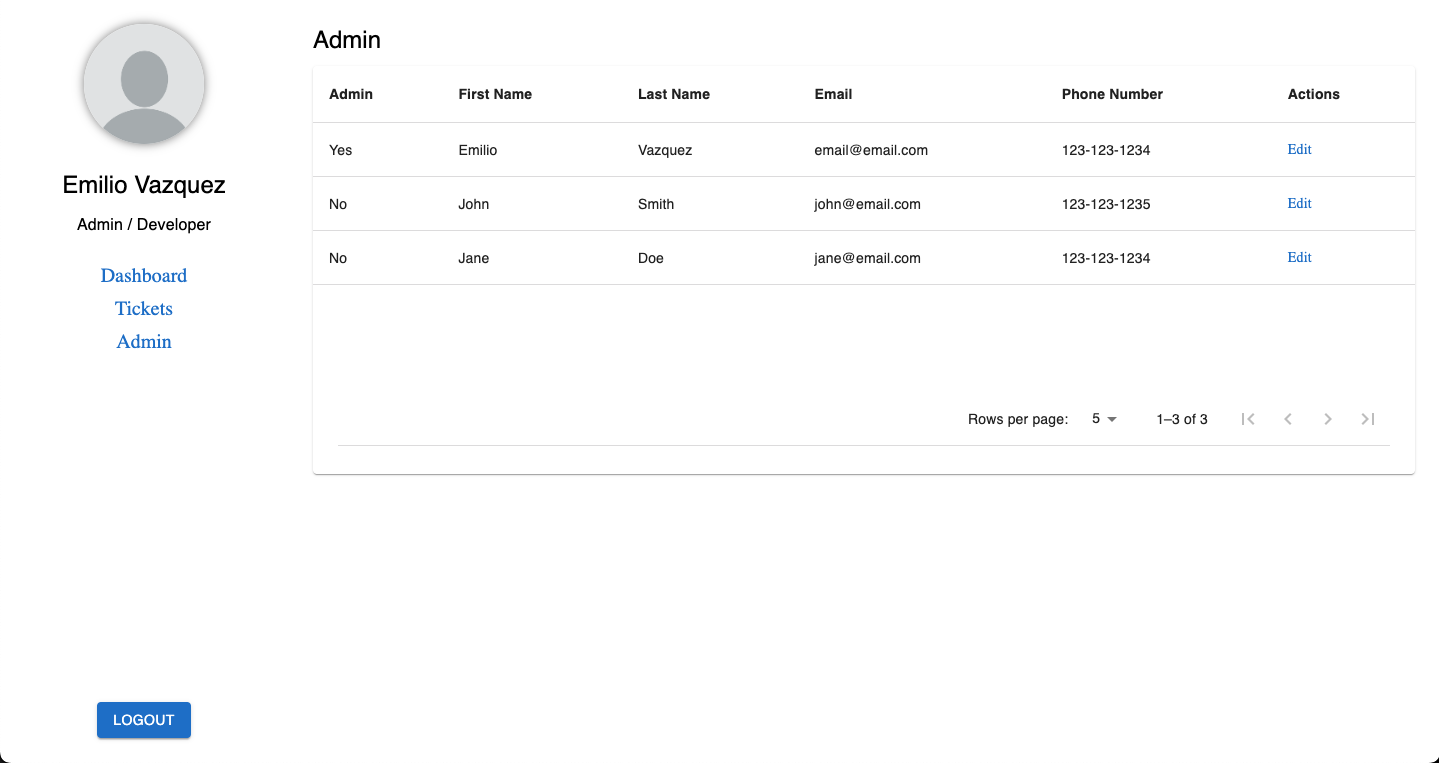 Emilio Vazquez
Admin / Developer
Dashboard
Tickets
Admin
LOGOUT
Admin
Admin First Name Last Name Email Phone Number Actions
Yes Emilio Vazquez email@email.com 123-123-1234 Edit
No John Smith john@email.com 123-123-1235 Edit
No Jane Doe jane@email.com 123-123-1234 Edit
Rows per page: 5 1–3 of 3